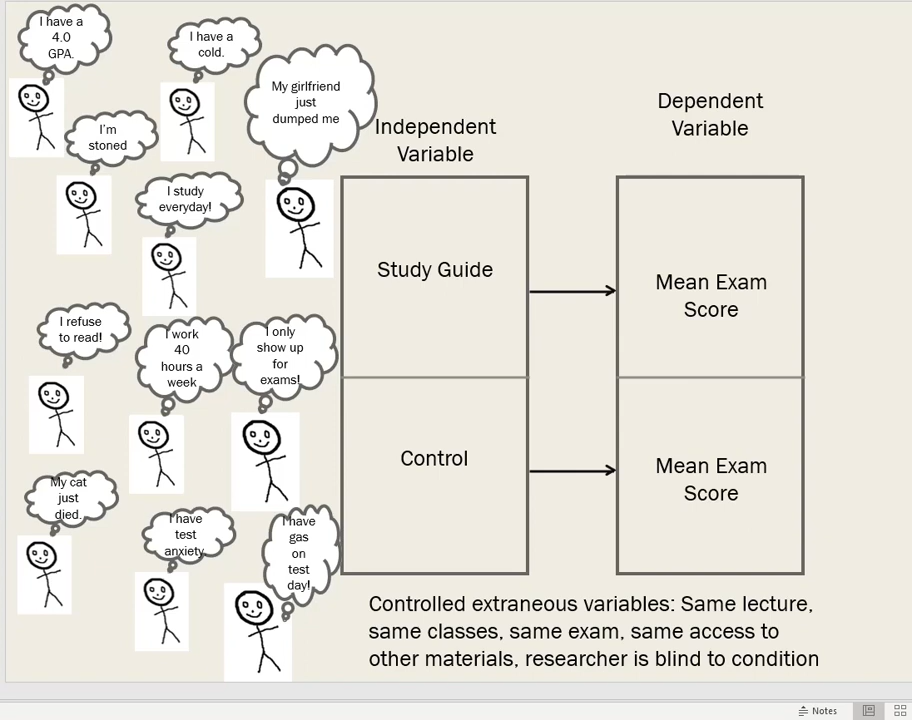 I have a
4.0
GPA.
I have a
cold.
My girlfriend
just
dumped me
I'm
stoned
I study
everyday!
I refuse
to read!
I work
40
hours a
week
I only
show up
for
exams!
My cat
just
died.
I have
test
anxiety
I have
gas
on
test
day!
Independent
Variable
Dependent
Variable
Study Guide
Mean Exam
Score
Control
Mean Exam
Score
Controlled extraneous variables: Same lecture,
same classes, same exam, same access to
other materials, researcher is blind to condition
Notes